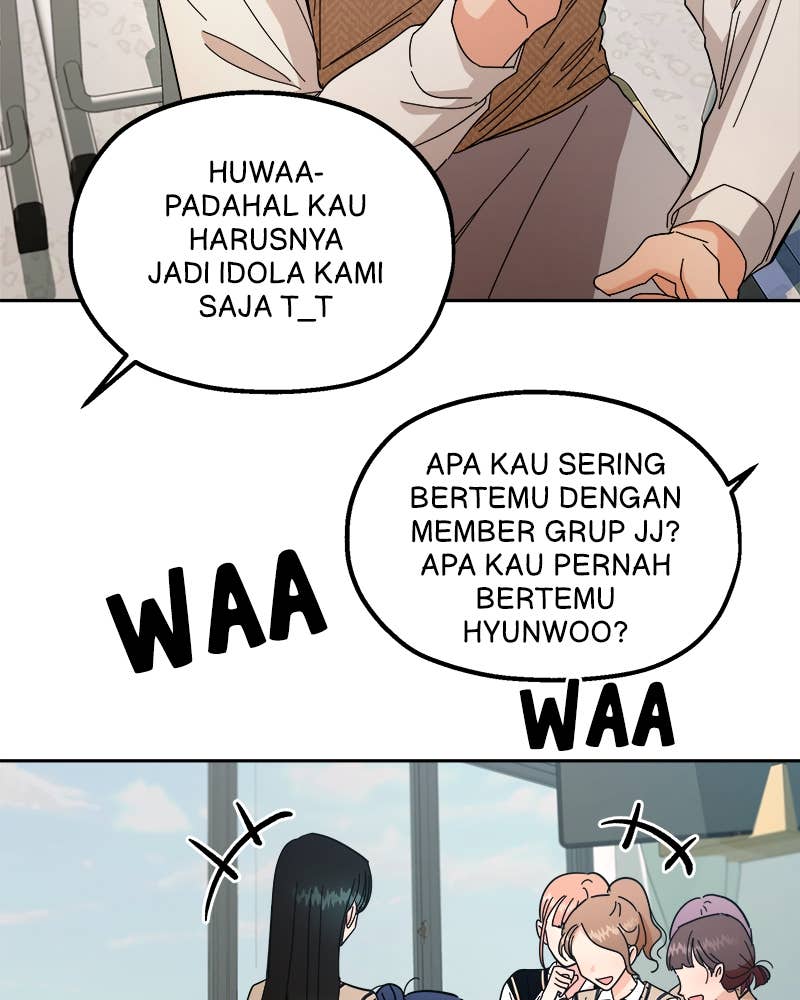 HUWAA-
PADAHAL KAU
HARUSNYA
JADI IDOLA KAMI
SAJA T_T
APA KAU SERING
BERTEMU DENGAN
MEMBER GRUP JJ?
APA KAU PERNAH
BERTEMU
HYUNWOO?
WAA
WAA